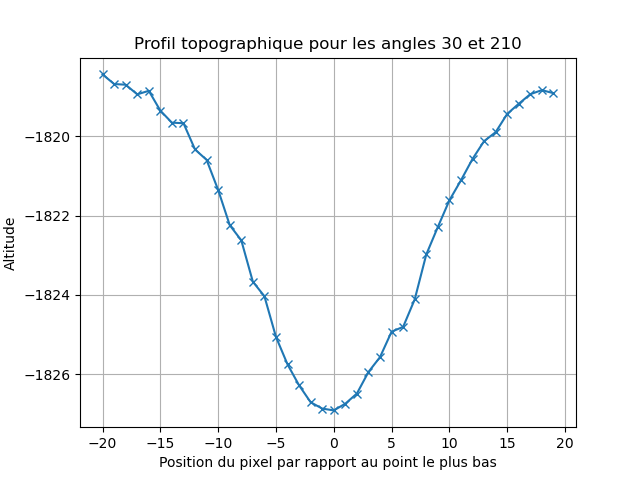 Profil topographique pour les angles 30 et 210
Altitude
−1820
−1822
−1824
−1826
−20 −15 −10 −5 0 5 10 15 20
Position du pixel par rapport au point le plus bas